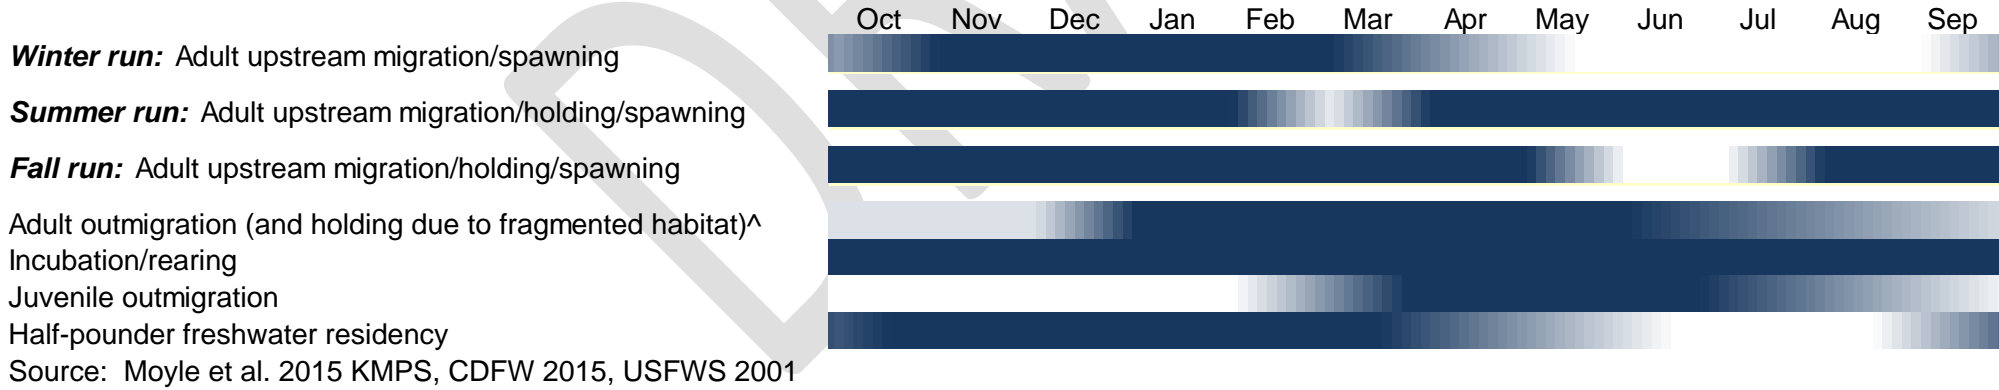 Oct Nov Dec Jan Feb Mar Apr May Jun Jul Aug Sep
Winter run: Adult upstream migration/spawning
Summer run: Adult upstream migration/holding/spawning
Fall run: Adult upstream migration/holding/spawning
Adult outmigration (and holding due to fragmented habitat)^
Incubation/rearing
Juvenile outmigration
Half-pounder freshwater residency
Source: Moyle et al. 2015 KMPS, CDFW 2015, USFWS 2001